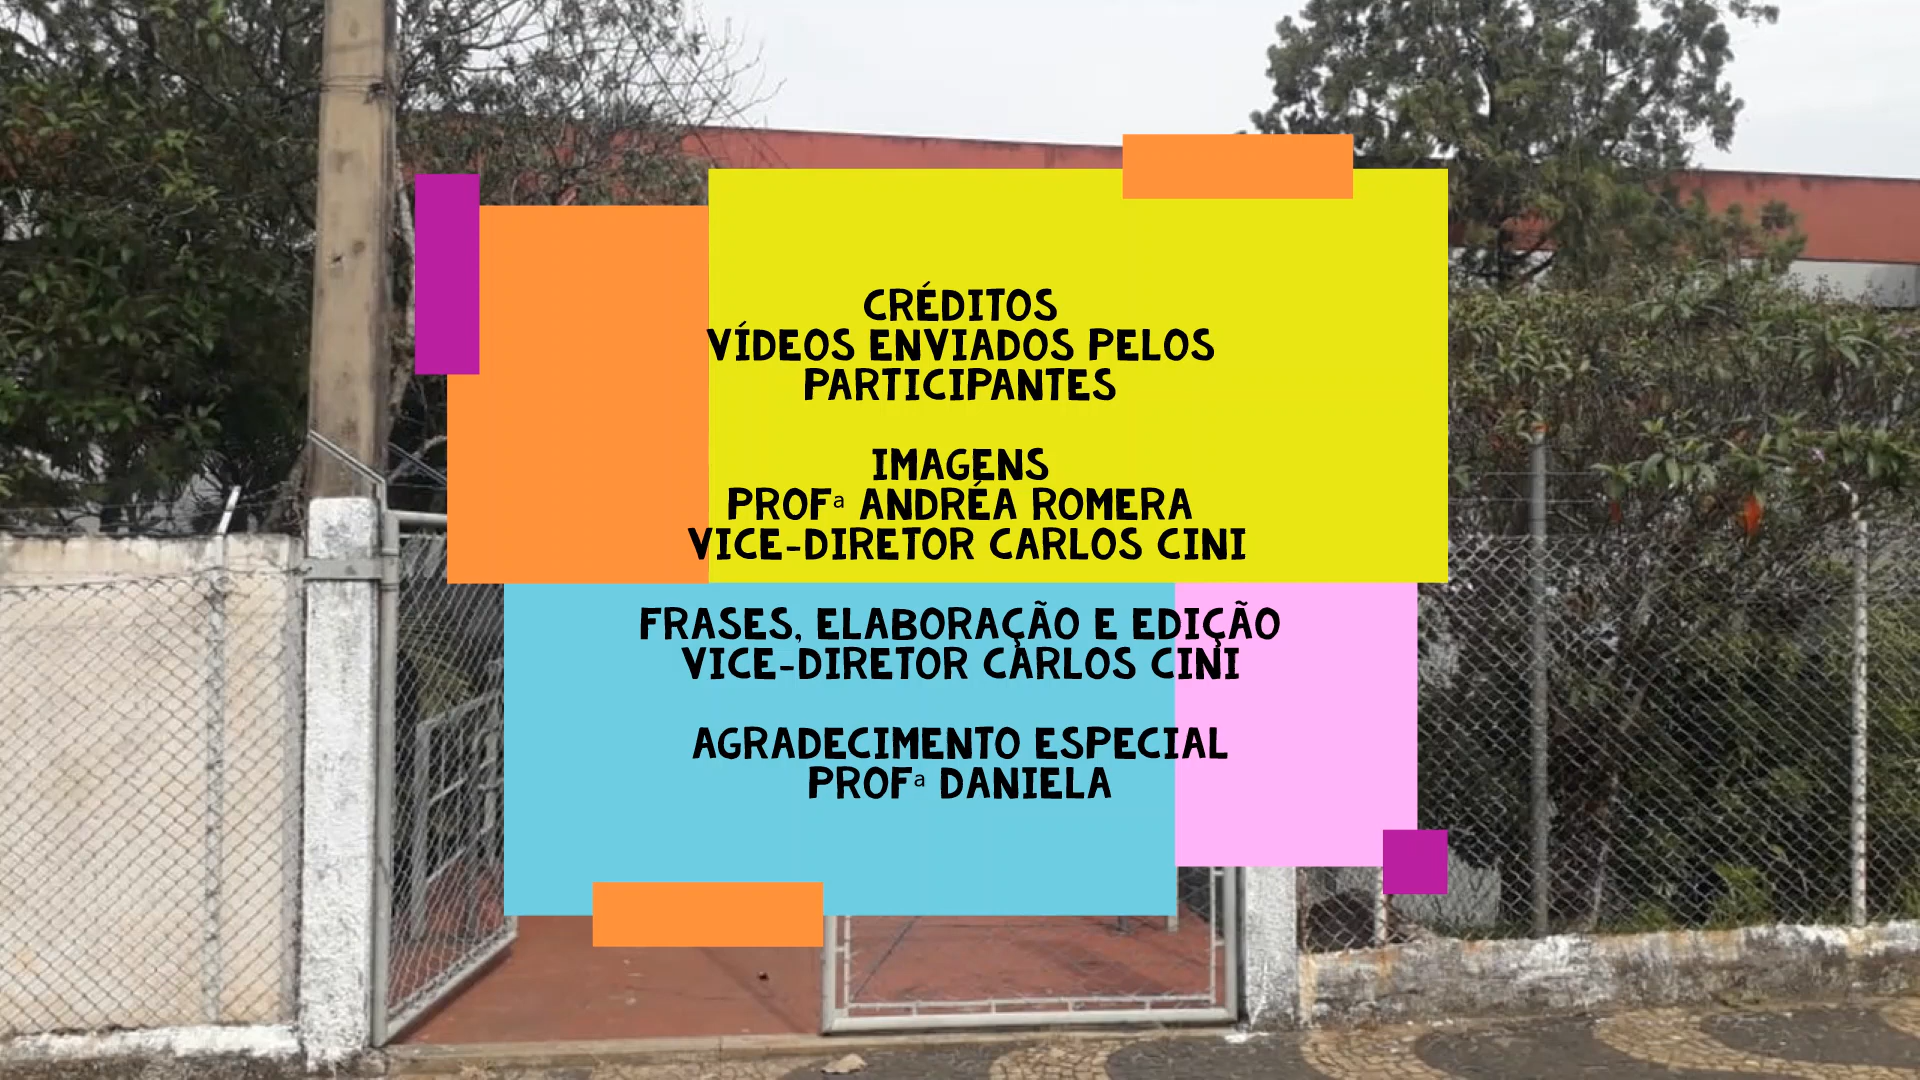 CRÉDITOS
VÍDEOS ENVIADOS PELOS
PARTICIPANTES
IMAGENS
PROFª ANDRÉA ROMERA
VICE-DIRETOR CARLOS CINI
FRASES, ELABORAÇÃO E EDIÇÃO
VICE-DIRETOR CARLOS CINI
AGRADECIMENTO ESPECIAL
PROFª DANIELA